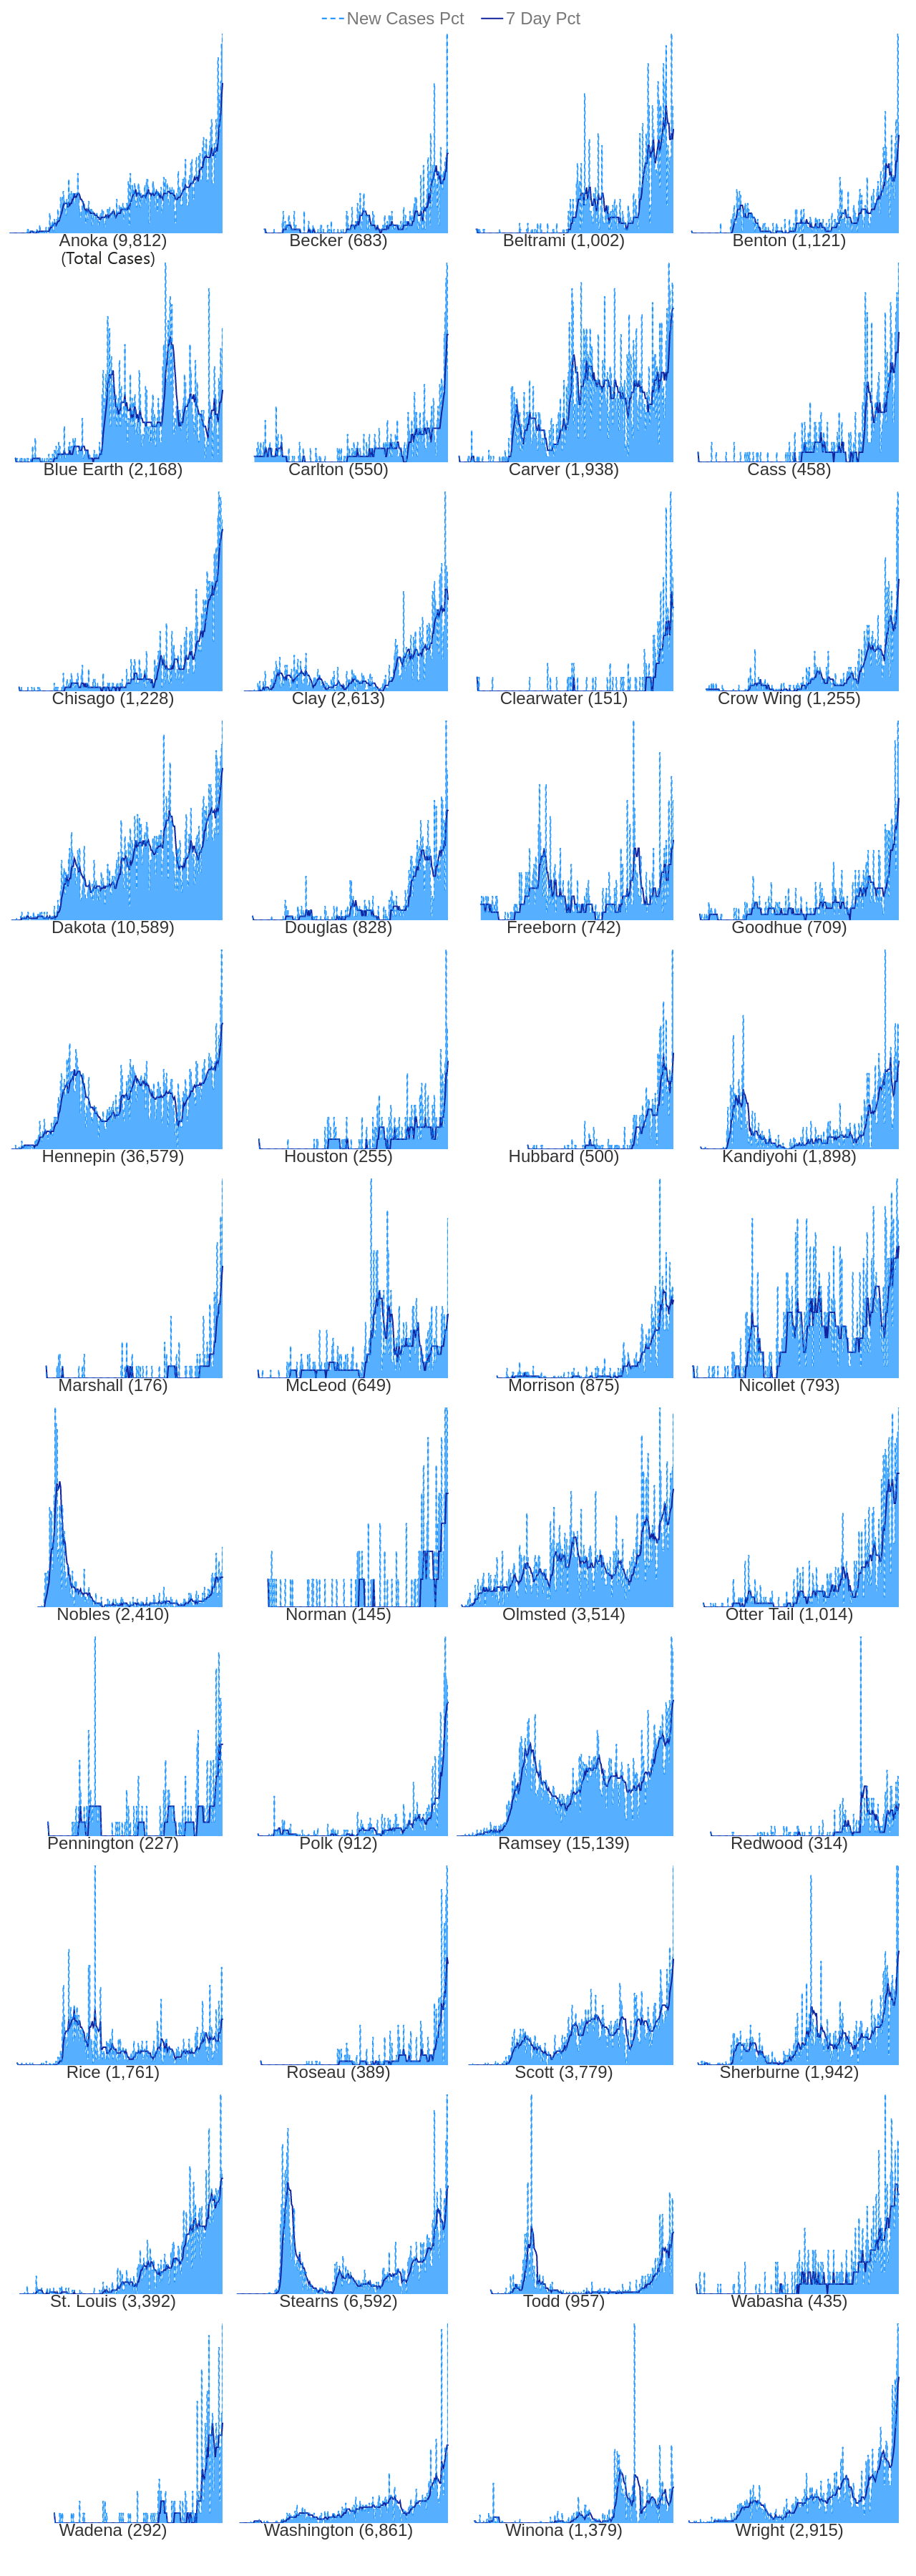 New Cases Pct 7 Day Pct
Anoka (9,812) Becker (683) Beltrami (1,002) Benton (1,121)
(Total Cases)
Blue Earth (2,168) Carlton (550) Carver (1,938) Cass (458)
Chisago (1,228) Clay (2,613) Clearwater (151) Crow Wing (1,255)
Dakota (10,589) Douglas (828) Freeborn (742) Goodhue (709)
Hennepin (36,579) Houston (255) Hubbard (500) Kandiyohi (1,898)
Marshall (176) McLeod (649) Morrison (875) Nicollet (793)
Nobles (2,410) Norman (145) Olmsted (3,514) Otter Tail (1,014)
Pennington (227) Polk (912) Ramsey (15,139) Redwood (314)
Rice (1,761) Roseau (389) Scott (3,779) Sherburne (1,942)
St. Louis (3,392) Stearns (6,592) Todd (957) Wabasha (435)
Wadena (292) Washington (6,861) Winona (1,379) Wright (2,915)